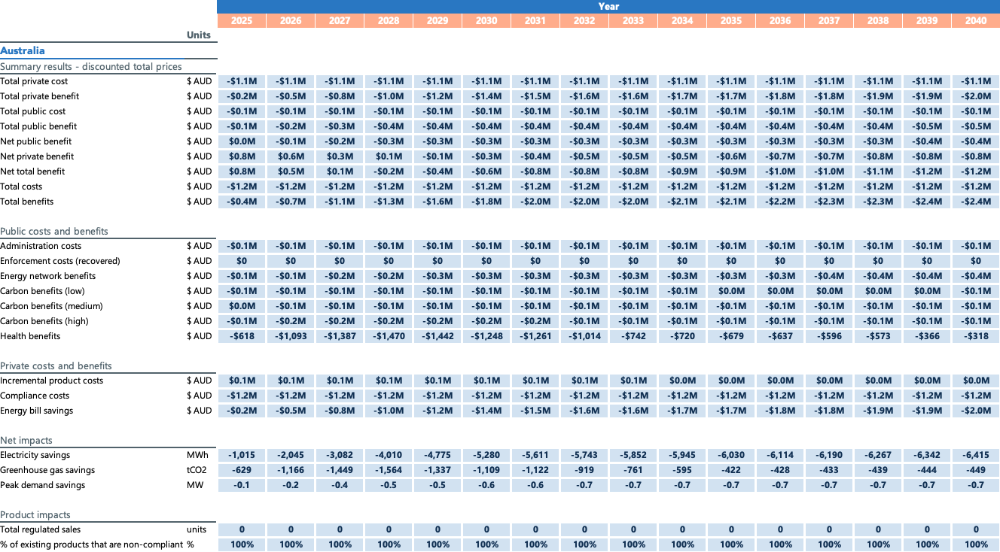 Year
2025 2026 2027 2028 2029 2030 2031 2032 2033 2034 2035 2036 2037 2038 2039 2040
Units
Australia
Summary results - discounted total prices
Total private cost $ AUD -$1.1M -$1.1M -$1.1M -$1.1M -$1.1M -$1.1M -$1.1M -$1.1M -$1.1M -$1.1M -$1.1M -$1.1M -$1.1M -$1.1M -$1.1M -$1.1M
Total private benefit $ AUD -$0.2M -$0.5M -$0.8M -$1.0M -$1.2M -$1.4M -$1.5M -$1.6M -$1.6M -$1.7M -$1.7M -$1.8M -$1.8M -$1.9M -$1.9M -$2.0M
Total public cost $ AUD -$0.1M -$0.1M -$0.1M -$0.1M -$0.1M -$0.1M -$0.1M -$0.1M -$0.1M -$0.1M -$0.1M -$0.1M -$0.1M -$0.1M -$0.1M -$0.1M
Total public benefit $ AUD -$0.1M -$0.2M -$0.3M -$0.4M -$0.4M -$0.4M -$0.4M -$0.4M -$0.4M -$0.4M -$0.4M -$0.4M -$0.4M -$0.4M -$0.5M -$0.5M
Net public benefit $ AUD $0.0M -$0.1M -$0.2M -$0.3M -$0.3M -$0.3M -$0.3M -$0.3M -$0.3M -$0.3M -$0.3M -$0.3M -$0.3M -$0.3M -$0.4M -$0.4M
Net private benefit $ AUD $0.8M $0.6M $0.3M $0.1M -$0.1M -$0.3M -$0.4M -$0.5M -$0.5M -$0.5M -$0.6M -$0.7M -$0.7M -$0.8M -$0.8M -$0.8M
Net total benefit $ AUD $0.8M $0.5M $0.1M -$0.2M -$0.4M -$0.6M -$0.8M -$0.8M -$0.8M -$0.9M -$0.9M -$1.0M -$1.0M -$1.1M -$1.2M -$1.2M
Total costs $ AUD -$1.2M -$1.2M -$1.2M -$1.2M -$1.2M -$1.2M -$1.2M -$1.2M -$1.2M -$1.2M -$1.2M -$1.2M -$1.2M -$1.2M -$1.2M -$1.2M
Total benefits $ AUD -$0.4M -$0.7M -$1.1M -$1.3M -$1.6M -$1.8M -$2.0M -$2.0M -$2.0M -$2.1M -$2.1M -$2.2M -$2.3M -$2.3M -$2.4M -$2.4M
Public costs and benefits
Administration costs $ AUD -$0.1M -$0.1M -$0.1M -$0.1M -$0.1M -$0.1M -$0.1M -$0.1M -$0.1M -$0.1M -$0.1M -$0.1M -$0.1M -$0.1M -$0.1M -$0.1M
Enforcement costs (recovered) $ AUD $0 $0 $0 $0 $0 $0 $0 $0 $0 $0 $0 $0 $0 $0 $0 $0
Energy network benefits $ AUD -$0.1M -$0.1M -$0.2M -$0.2M -$0.3M -$0.3M -$0.3M -$0.3M -$0.3M -$0.3M -$0.3M -$0.3M -$0.4M -$0.4M -$0.4M -$0.4M
Carbon benefits (low) $ AUD -$0.1M -$0.1M -$0.1M -$0.1M -$0.1M -$0.1M -$0.1M -$0.1M -$0.1M -$0.1M $0.0M $0.0M $0.0M $0.0M $0.0M -$0.1M
Carbon benefits (medium) $ AUD $0.0M -$0.1M -$0.1M -$0.1M -$0.1M -$0.1M -$0.1M -$0.1M -$0.1M -$0.1M -$0.1M -$0.1M -$0.1M -$0.1M -$0.1M -$0.1M
Carbon benefits (high) $ AUD -$0.1M -$0.2M -$0.2M -$0.2M -$0.2M -$0.2M -$0.2M -$0.1M -$0.1M -$0.1M -$0.1M -$0.1M -$0.1M -$0.1M -$0.1M -$0.1M
Health benefits $ AUD -$618 -$1,093 -$1,387 -$1,470 -$1,442 -$1,248 -$1,261 -$1,014 -$742 -$720 -$679 -$637 -$596 -$573 -$366 -$318
Private costs and benefits
Incremental product costs $ AUD $0.1M $0.1M $0.1M $0.1M $0.1M $0.1M $0.1M $0.1M $0.1M $0.0M $0.0M $0.0M $0.0M $0.0M $0.0M $0.0M
Compliance costs $ AUD -$1.2M -$1.2M -$1.2M -$1.2M -$1.2M -$1.2M -$1.2M -$1.2M -$1.2M -$1.2M -$1.2M -$1.2M -$1.2M -$1.2M -$1.2M -$1.2M
Energy bill savings $ AUD -$0.2M -$0.5M -$0.8M -$1.0M -$1.2M -$1.4M -$1.5M -$1.6M -$1.6M -$1.7M -$1.7M -$1.8M -$1.8M -$1.9M -$1.9M -$2.0M
Net impacts
Electricity savings MWh -1,015 -2,045 -3,082 -4,010 -4,775 -5,280 -5,611 -5,743 -5,852 -5,945 -6,030 -6,114 -6,190 -6,267 -6,342 -6,415
Greenhouse gas savings tCO2 -629 -1,166 -1,449 -1,564 -1,337 -1,109 -1,122 -919 -761 -595 -422 -428 -433 -439 -444 -449
Peak demand savings MW -0.1 -0.2 -0.4 -0.5 -0.5 -0.6 -0.6 -0.7 -0.7 -0.7 -0.7 -0.7 -0.7 -0.7 -0.7 -0.7
Product impacts
Total regulated sales units 0 0 0 0 0 0 0 0 0 0 0 0 0 0 0 0
% of existing products that are non-compliant % 100% 100% 100% 100% 100% 100% 100% 100% 100% 100% 100% 100% 100% 100% 100% 100%